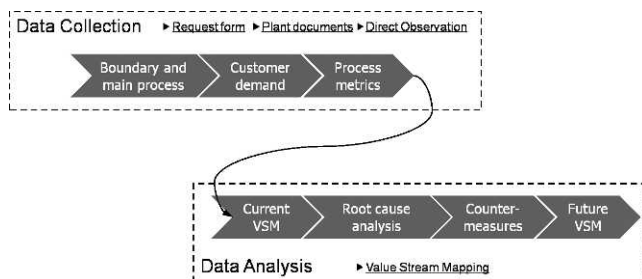 Data Collection ▸ Request form ▸ Plant documents ▸ Direct Observation
Boundary and
main process
Customer
demand
Process
metrics
Current
VSM
Root cause
analysis
Counter-
measures
Future
VSM
Data Analysis ▸ Value Stream Mapping